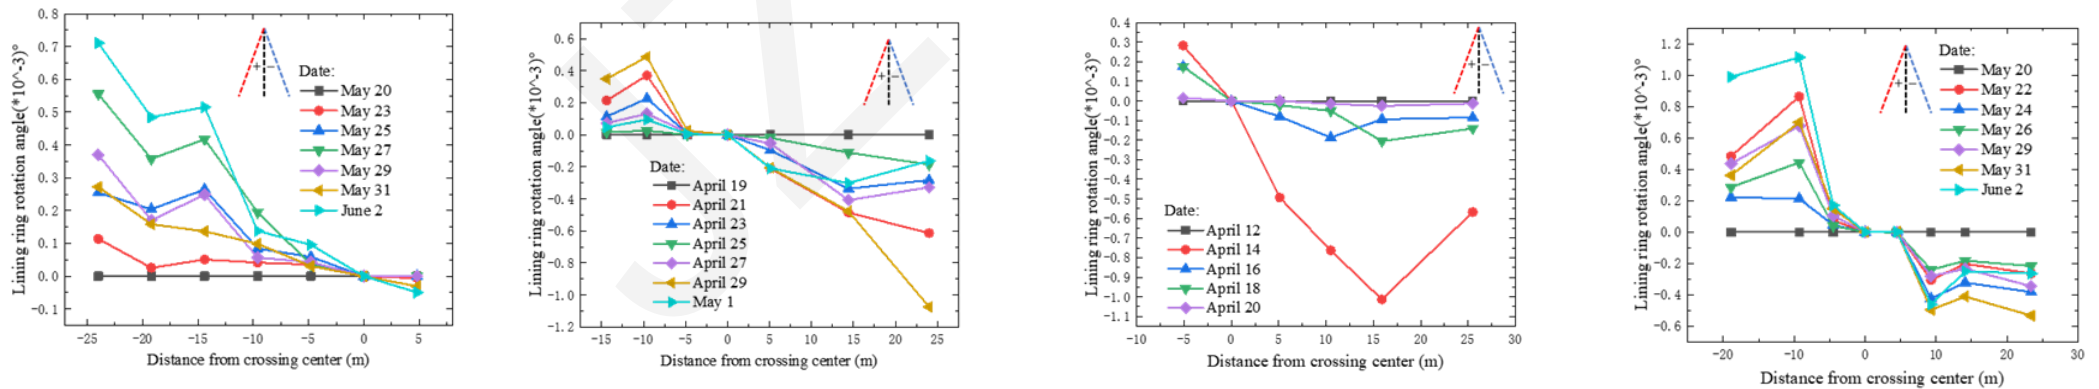 0.8
0.7
0.6
0.5
0.4
0.3
0.2
0.1
0.0
-0.1
Lining ring rotation angle(*10^-3)°
-25 -20 -15 -10 -5 0 5
Distance from crossing center (m)
+ −
Date:
May 20
May 23
May 25
May 27
May 29
May 31
June 2
0.6
0.4
0.2
0.0
-0.2
-0.4
-0.6
-0.8
-1.0
-1.2
Lining ring rotation angle(*10^-3)°
-15 -10 -5 0 5 10 15 20 25
Distance from crossing center (m)
+ −
Date:
April 19
April 21
April 23
April 25
April 27
April 29
May 1
0.4
0.3
0.2
0.1
0.0
-0.1
-0.2
-0.3
-0.4
-0.5
-0.6
-0.7
-0.8
-0.9
-1.0
-1.1
Lining ring rotation angle(*10^-3)°
-10 -5 0 5 10 15 20 25 30
Distance from crossing center (m)
+ −
Date:
April 12
April 14
April 16
April 18
April 20
1.2
1.0
0.8
0.6
0.4
0.2
0.0
-0.2
-0.4
-0.6
Lining ring rotation angle(*10^-3)°
-20 -10 0 10 20 30
Distance from crossing center (m)
+ −
Date:
May 20
May 22
May 24
May 26
May 29
May 31
June 2